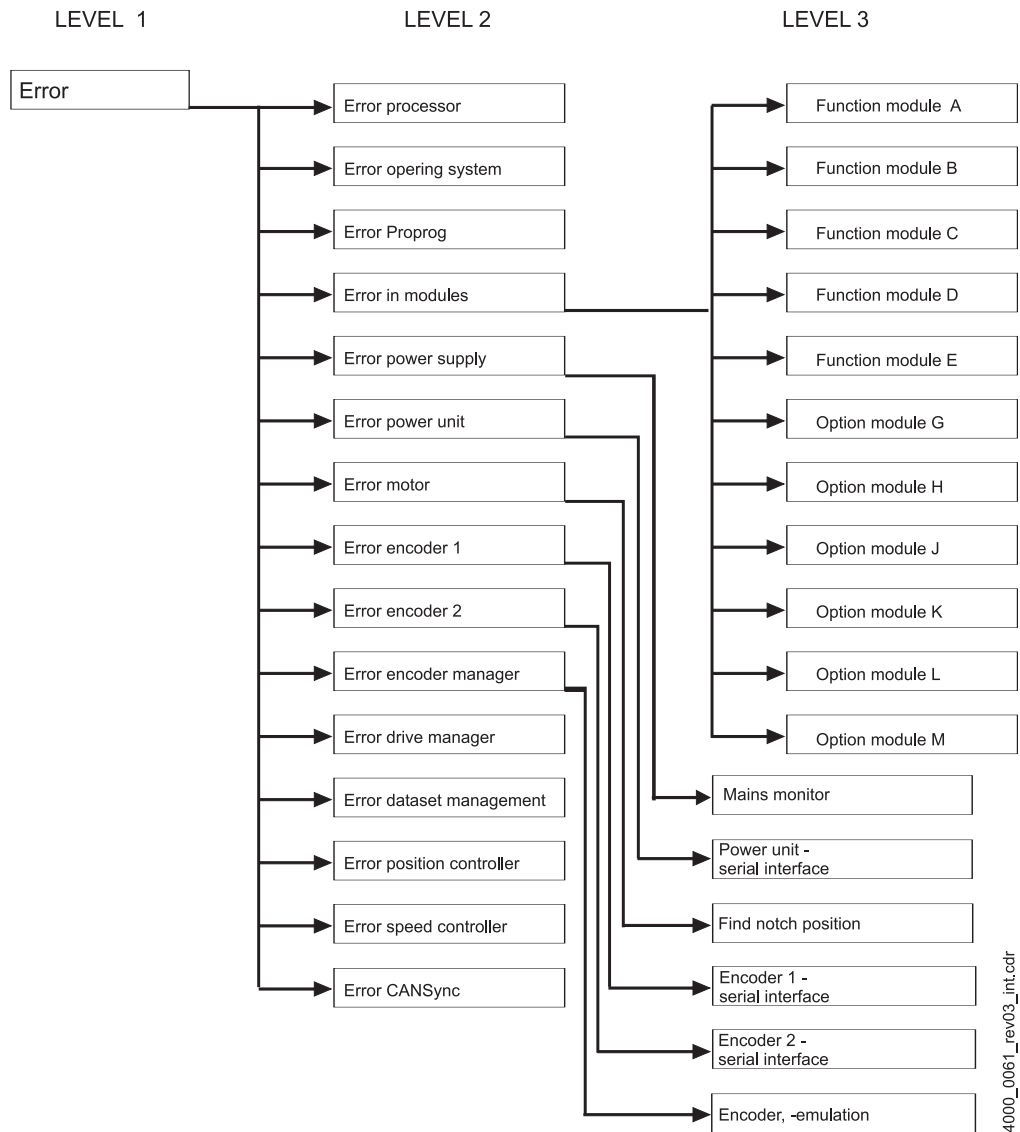 LEVEL 1
LEVEL 2
LEVEL 3
Error
Error processor
Error opering system
Error Proprog
Error in modules
Error power supply
Error power unit
Error motor
Error encoder 1
Error encoder 2
Error encoder manager
Error drive manager
Error dataset management
Error position controller
Error speed controller
Error CANSync
Function module A
Function module B
Function module C
Function module D
Function module E
Option module G
Option module H
Option module J
Option module K
Option module L
Option module M
Mains monitor
Power unit -
serial interface
Find notch position
Encoder 1 -
serial interface
Encoder 2 -
serial interface
Encoder, -emulation
4000_0061_rev03_int.cdr